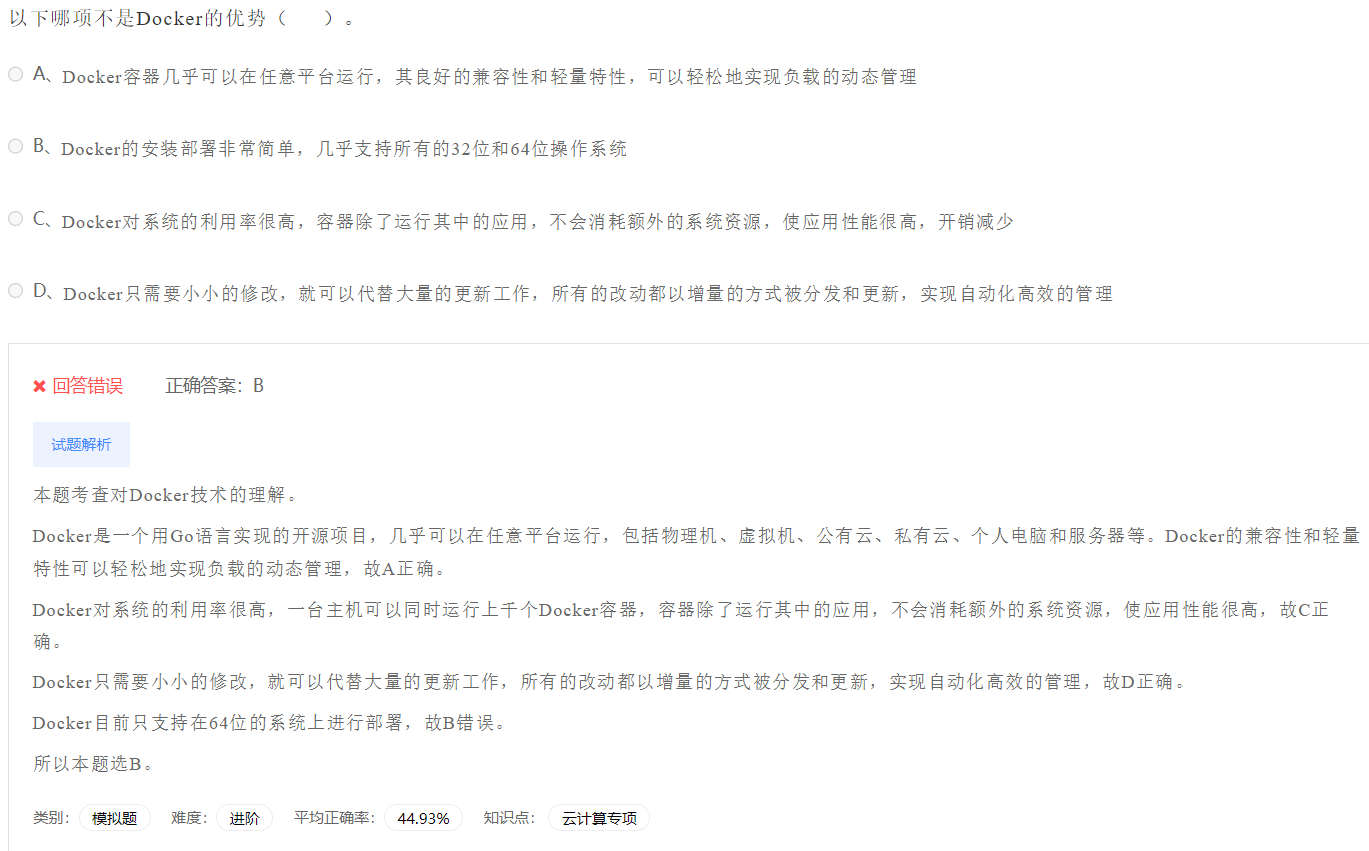 以下哪项不是Docker的优势（　　）。
A、Docker容器几乎可以在任意平台运行，其良好的兼容性和轻量特性，可以轻松地实现负载的动态管理
B、Docker的安装部署非常简单，几乎支持所有的32位和64位操作系统
C、Docker对系统的利用率很高，容器除了运行其中的应用，不会消耗额外的系统资源，使应用性能很高，开销减少
D、Docker只需要小小的修改，就可以代替大量的更新工作，所有的改动都以增量的方式被分发和更新，实现自动化高效的管理
回答错误 正确答案：B
试题解析
本题考查对Docker技术的理解。
Docker是一个用Go语言实现的开源项目，几乎可以在任意平台运行，包括物理机、虚拟机、公有云、私有云、个人电脑和服务器等。Docker的兼容性和轻量
特性可以轻松地实现负载的动态管理，故A正确。
Docker对系统的利用率很高，一台主机可以同时运行上千个Docker容器，容器除了运行其中的应用，不会消耗额外的系统资源，使应用性能很高，故C正
确。
Docker只需要小小的修改，就可以代替大量的更新工作，所有的改动都以增量的方式被分发和更新，实现自动化高效的管理，故D正确。
Docker目前只支持在64位的系统上进行部署，故B错误。
所以本题选B。
类别： 模拟题 难度： 进阶 平均正确率： 44.93% 知识点： 云计算专项